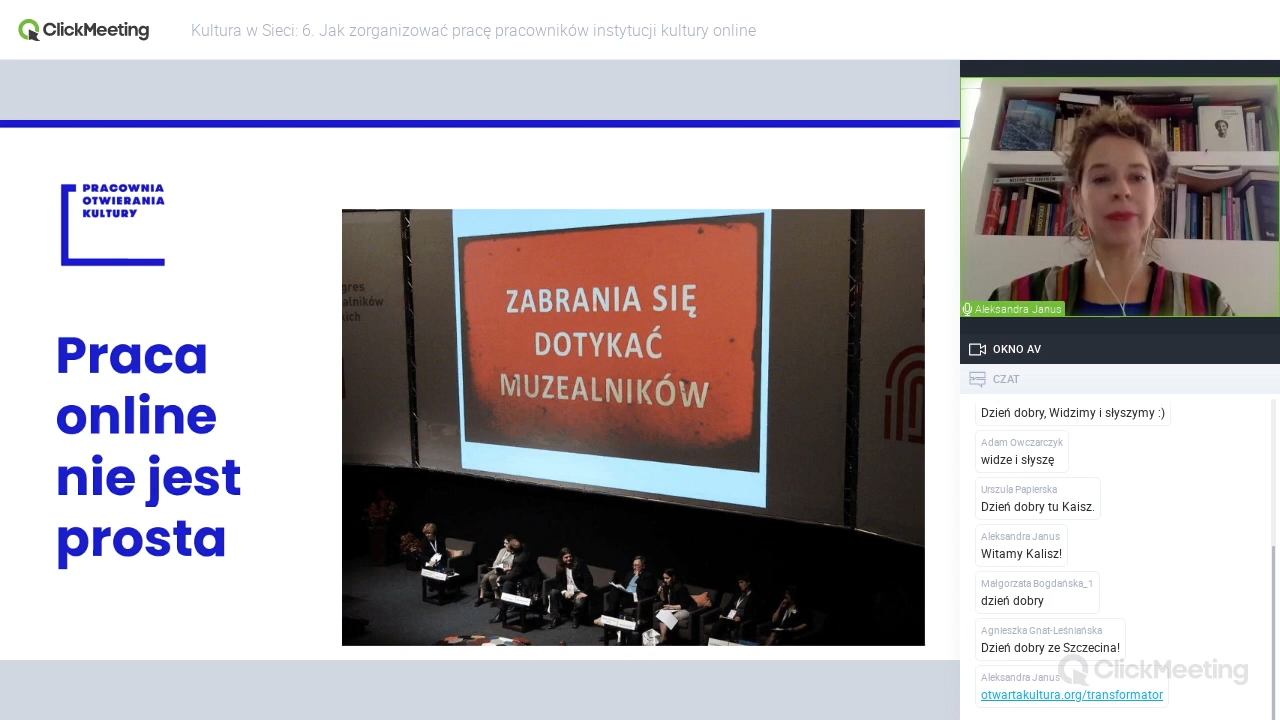 ClickMeeting
Kultura w Sieci: 6. Jak zorganizować pracę pracowników instytucji kultury online
PRACOWNIA
OTWIERANIA
KULTURY
Praca
online
nie jest
prosta
ZABRANIA SIĘ
DOTYKAĆ
MUZEALNIKÓW
Aleksandra Janus
OKNO AV
CZAT
Dzień dobry, Widzimy i słyszymy :)
Adam Owczarczyk
widze i słyszę
Urszula Papierska
Dzień dobry tu Kaisz.
Aleksandra Janus
Witamy Kalisz!
Małgorzata Bogdańska_1
dzień dobry
Agnieszka Gnat-Leśniańska
Dzień dobry ze Szczecina!
Aleksandra Janus
otwartakultura.org/transformator
ClickMeeting